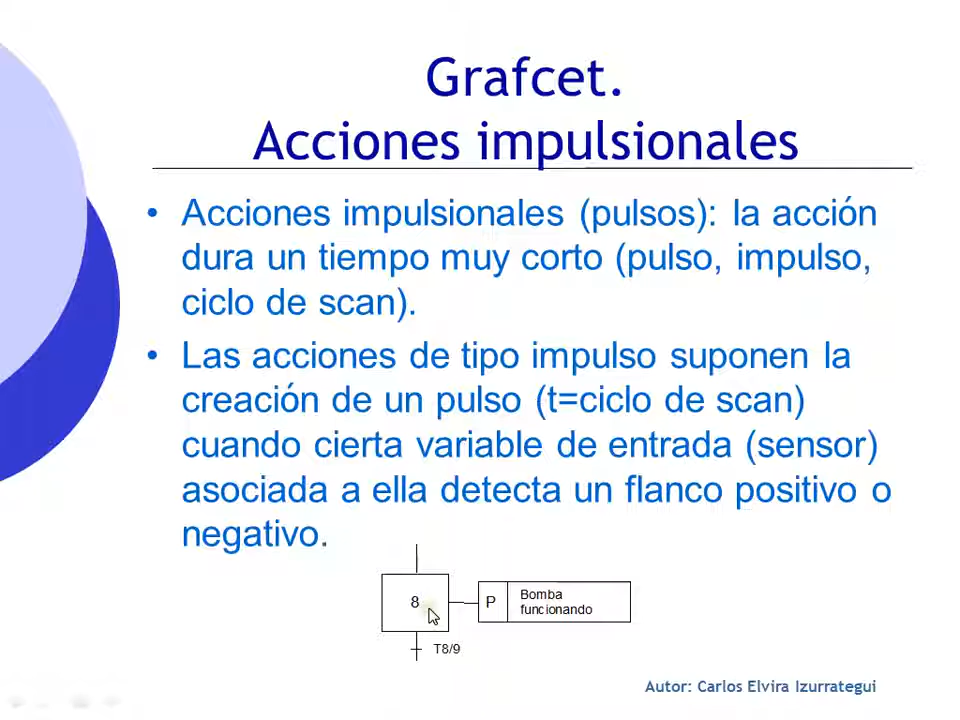 Grafcet.
Acciones impulsionales
• Acciones impulsionales (pulsos): la acción
dura un tiempo muy corto (pulso, impulso,
ciclo de scan).
• Las acciones de tipo impulso suponen la
creación de un pulso (t=ciclo de scan)
cuando cierta variable de entrada (sensor)
asociada a ella detecta un flanco positivo o
negativo.
8
P
Bomba
funcionando
T8/9
Autor: Carlos Elvira Izurrategui